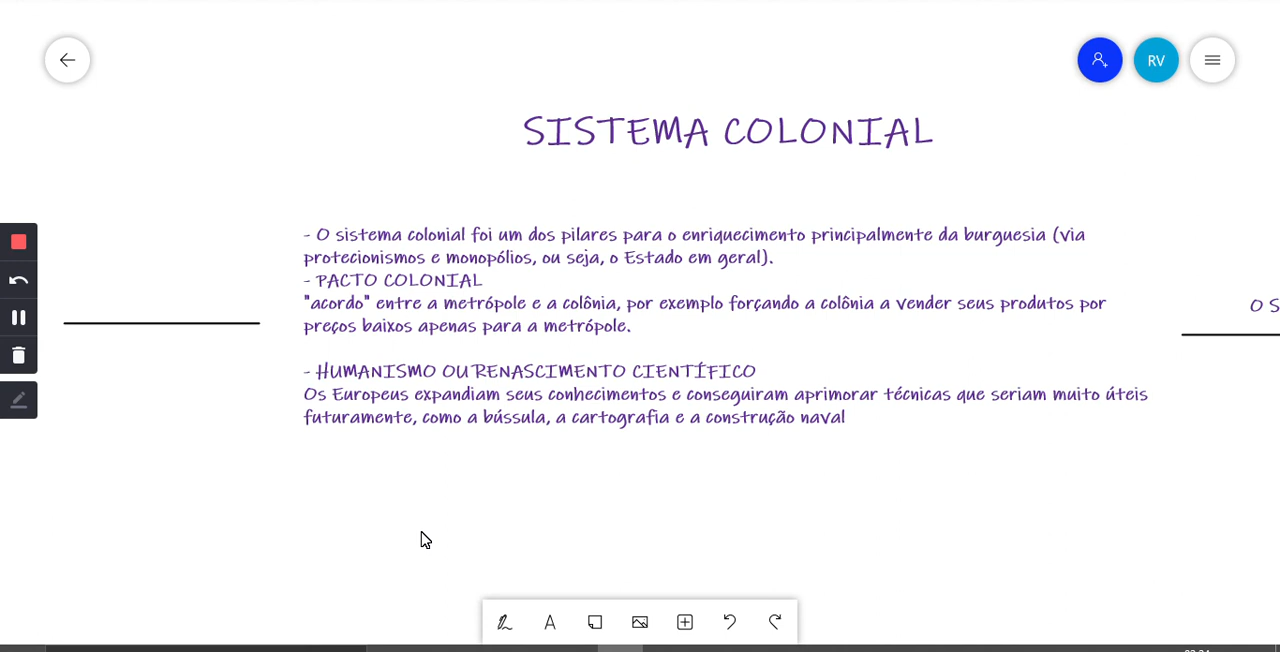 RV
SISTEMA COLONIAL
- O sistema colonial foi um dos pilares para o enriquecimento principalmente da burguesia (via
protecionismos e monopólios, ou seja, o Estado em geral).
- PACTO COLONIAL
"acordo" entre a metrópole e a colônia, por exemplo forçando a colônia a vender seus produtos por
preços baixos apenas para a metrópole.
O S
- HUMANISMO OU RENASCIMENTO CIENTÍFICO
Os Europeus expandiam seus conhecimentos e conseguiram aprimorar técnicas que seriam muito úteis
futuramente, como a bússula, a cartografia e a construção naval